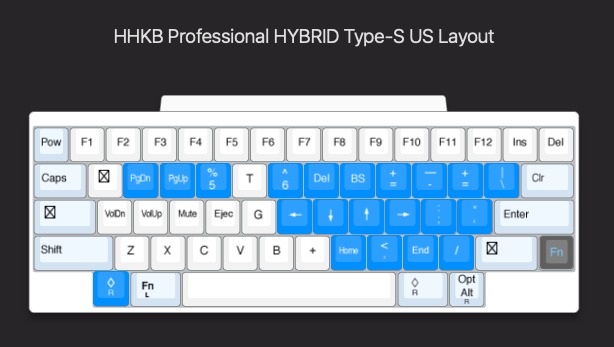 HHKB Professional HYBRID Type-S US Layout
Pow F1 F2 F3 F4 F5 F6 F7 F8 F9 F10 F11 F12 Ins Del
Caps PgDn PgUp % 5 T ^ 6 Del BS + = — - + = | \ Clr
VolDn VolUp Mute Ejec G ← ↓ ↑ → : ; " ' Enter
Shift Z X C V B + Home < , End / Fn
◊ R Fn L ◊ R Opt Alt R